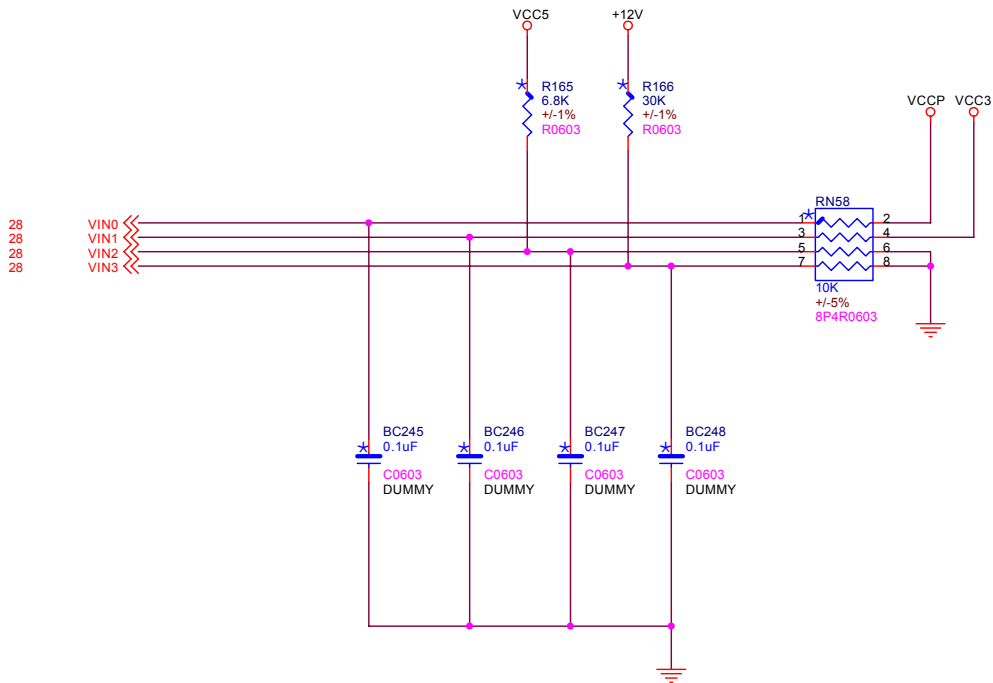 VCC5
+12V
R165
6.8K
+/-1%
R0603
R166
30K
+/-1%
R0603
VCCP
VCC3
RN58
28
VIN0
1
2
28
VIN1
3
4
28
VIN2
5
6
28
VIN3
7
8
10K
+/-5%
8P4R0603
BC245
0.1uF
C0603
DUMMY
BC246
0.1uF
C0603
DUMMY
BC247
0.1uF
C0603
DUMMY
BC248
0.1uF
C0603
DUMMY